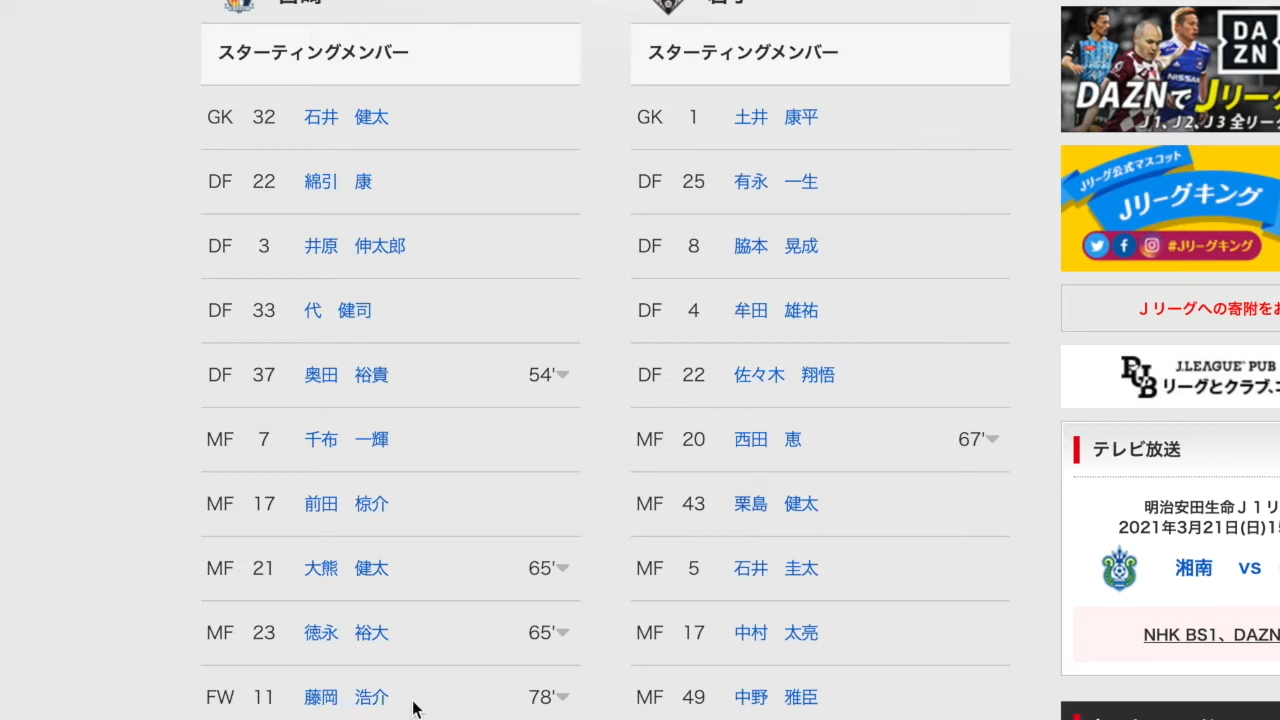 スターティングメンバー
GK 32 石井 健太
DF 22 綿引 康
DF 3 井原 伸太郎
DF 33 代 健司
DF 37 奥田 裕貴 54'
MF 7 千布 一輝
MF 17 前田 椋介
MF 21 大熊 健太 65'
MF 23 徳永 裕大 65'
FW 11 藤岡 浩介 78'
スターティングメンバー
GK 1 土井 康平
DF 25 有永 一生
DF 8 脇本 晃成
DF 4 牟田 雄祐
DF 22 佐々木 翔悟
MF 20 西田 恵 67'
MF 43 栗島 健太
MF 5 石井 圭太
MF 17 中村 太亮
MF 49 中野 雅臣
DA
ZN
NISSAN
DAZNでJリーグ
J1、J2、J3 全リー
Jリーグ公式マスコット
Jリーグキング
#Jリーグキング
Jリーグへの寄附をお
PUB
J.LEAGUE PUB
リーグとクラブ、コ
テレビ放送
明治安田生命J1リ
2021年3月21日(日)15
湘南 vs
NHK BS1、DAZN